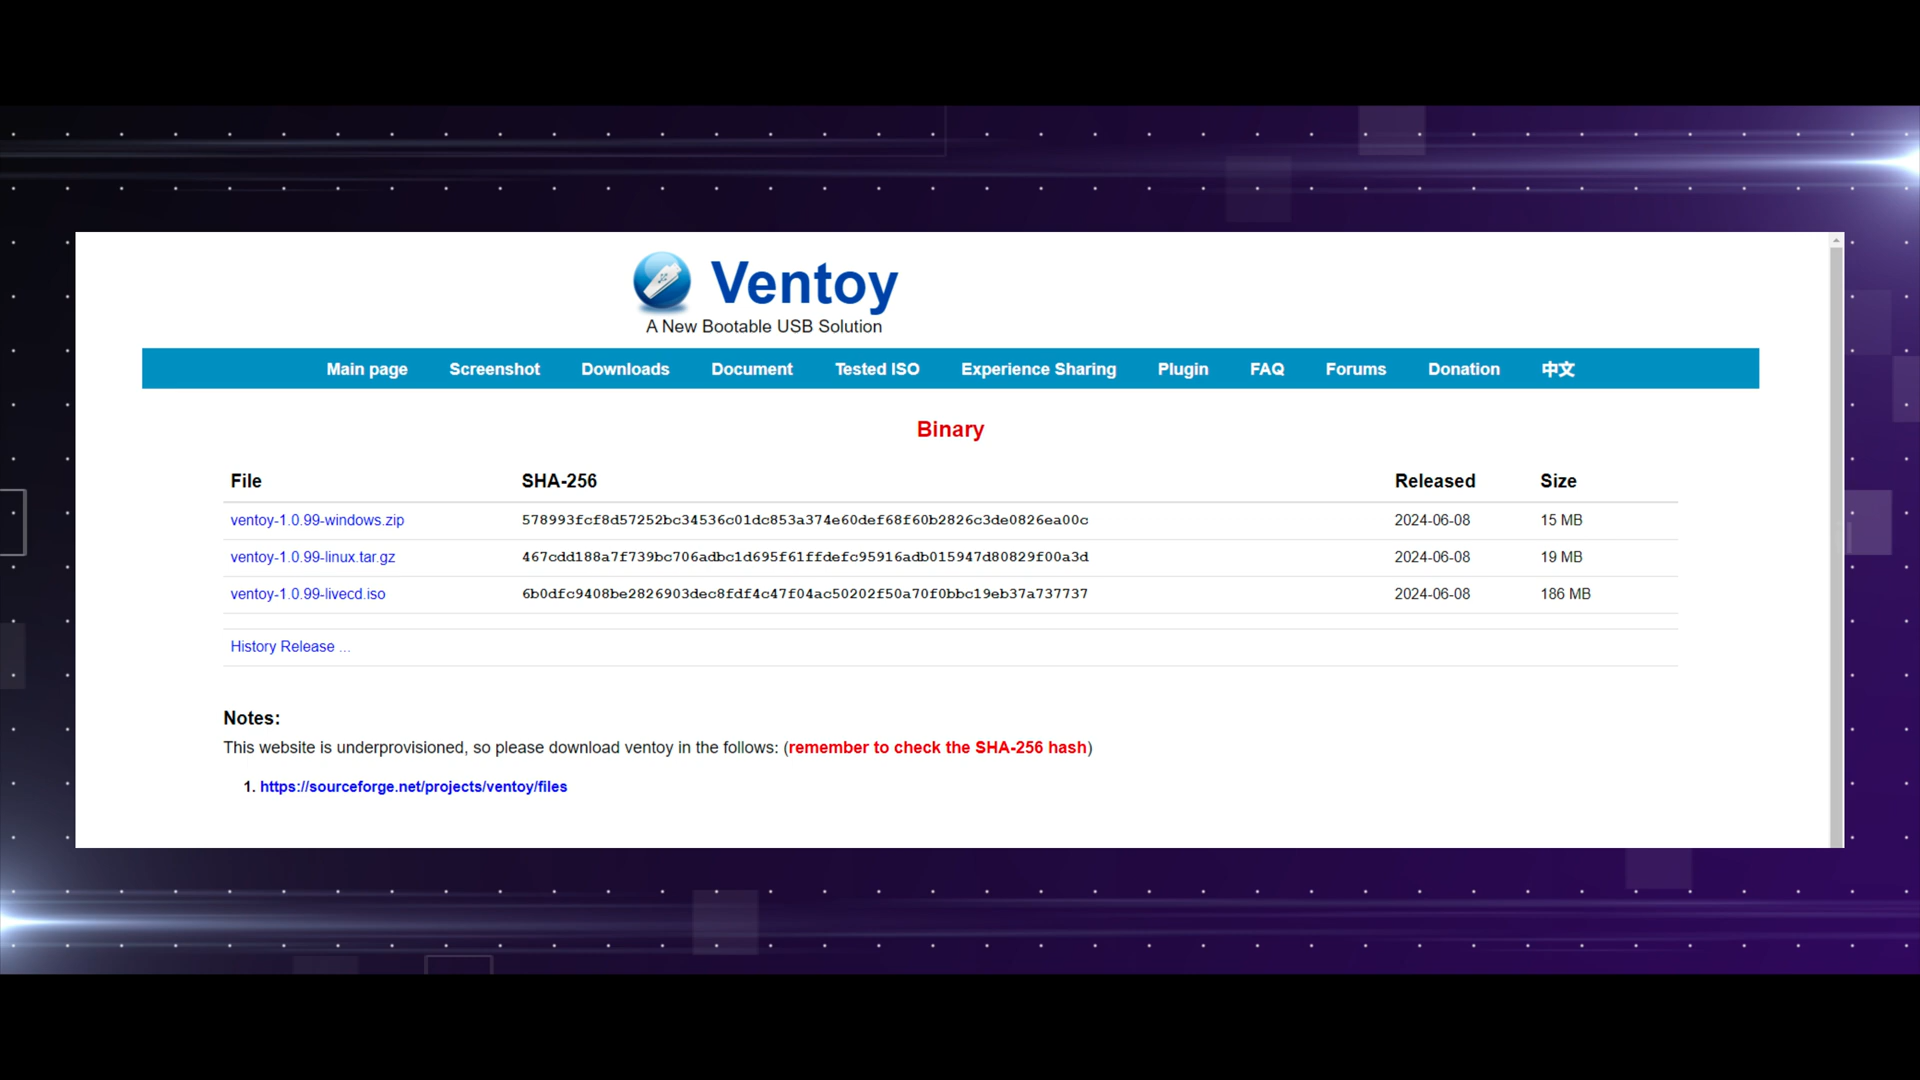 Ventoy
A New Bootable USB Solution
Main page Screenshot Downloads Document Tested ISO Experience Sharing Plugin FAQ Forums Donation 中文
Binary
File SHA-256 Released Size
ventoy-1.0.99-windows.zip 578993fcf8d57252bc34536c01dc853a374e60def68f60b2826c3de0826ea00c 2024-06-08 15 MB
ventoy-1.0.99-linux.tar.gz 467cdd188a7f739bc706adbc1d695f61ffdefc95916adb015947d80829f00a3d 2024-06-08 19 MB
ventoy-1.0.99-livecd.iso 6b0dfc9408be2826903dec8fdf4c47f04ac50202f50a70f0bbc19eb37a737737 2024-06-08 186 MB
History Release ...
Notes:
This website is underprovisioned, so please download ventoy in the follows: (remember to check the SHA-256 hash)
1. https://sourceforge.net/projects/ventoy/files